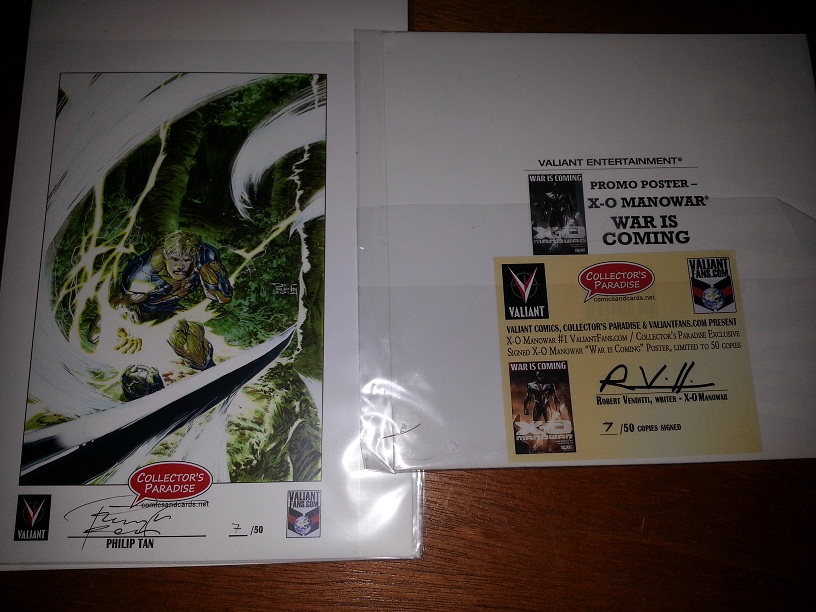 COLLECTOR'S
PARADISE
comicsandcards.net
VALIANT
7 /50
VALIANT
FANS.COM
PHILIP TAN
VALIANT ENTERTAINMENT®
WAR IS COMING
X-O
MANOWAR
PROMO POSTER –
X-O MANOWAR®
WAR IS
COMING
VALIANT
COLLECTOR'S
PARADISE
comicsandcards.net
VALIANT
FANS.COM
VALIANT COMICS, COLLECTOR'S PARADISE & VALIANTFANS.COM PRESENT
X-O MANOWAR #1 VALIANTFANS.COM / COLLECTOR'S PARADISE EXCLUSIVE
SIGNED X-O MANOWAR "WAR IS COMING" POSTER, LIMITED TO 50 COPIES
WAR IS COMING
X-O
MANOWAR
ROBERT VENDITTI, WRITER - X-O MANOWAR
7 /50 COPIES SIGNED